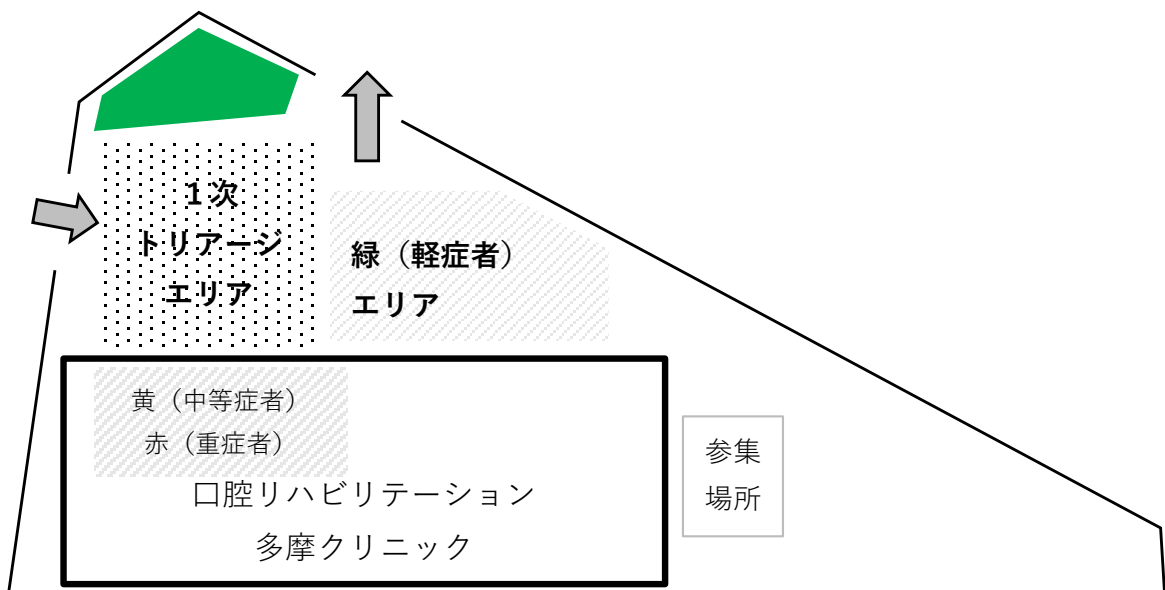 １次
トリアージ
エリア
緑（軽症者）
エリア
黄（中等症者）
赤（重症者）
口腔リハビリテーション
多摩クリニック
参集
場所